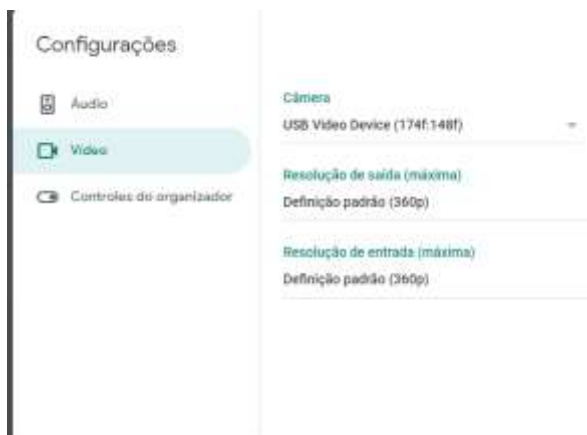 Configurações
Áudio
Vídeo
Controles do organizador
Câmera
USB Video Device (174f:148f)
Resolução de saída (máxima)
Definição padrão (360p)
Resolução de entrada (máxima)
Definição padrão (360p)